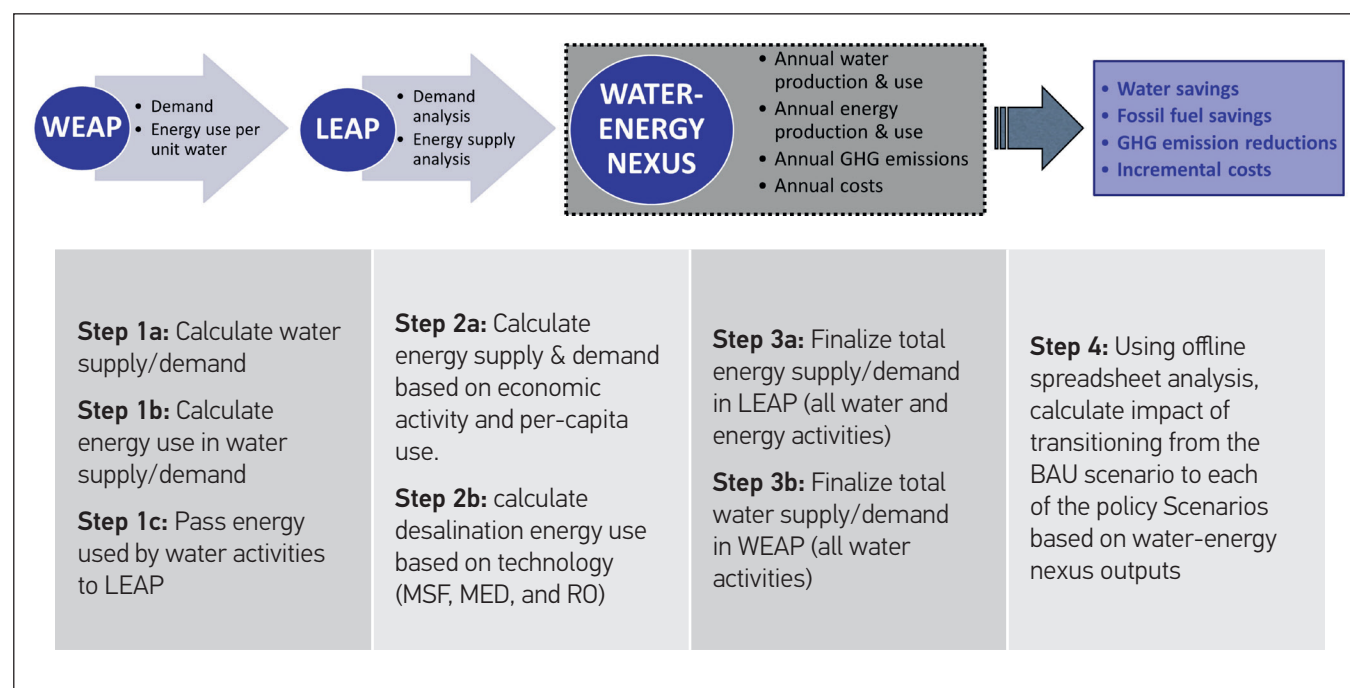 WEAP
• Demand
• Energy use per
unit water
LEAP
• Demand
analysis
• Energy supply
analysis
WATER-
ENERGY
NEXUS
• Annual water
production & use
• Annual energy
production & use
• Annual GHG emissions
• Annual costs
• Water savings
• Fossil fuel savings
• GHG emission reductions
• Incremental costs
Step 1a: Calculate water
supply/demand
Step 1b: Calculate
energy use in water
supply/demand
Step 1c: Pass energy
used by water activities
to LEAP
Step 2a: Calculate
energy supply & demand
based on economic
activity and per-capita
use.
Step 2b: calculate
desalination energy use
based on technology
(MSF, MED, and RO)
Step 3a: Finalize total
energy supply/demand
in LEAP (all water and
energy activities)
Step 3b: Finalize total
water supply/demand
in WEAP (all water
activities)
Step 4: Using offline
spreadsheet analysis,
calculate impact of
transitioning from the
BAU scenario to each
of the policy Scenarios
based on water-energy
nexus outputs